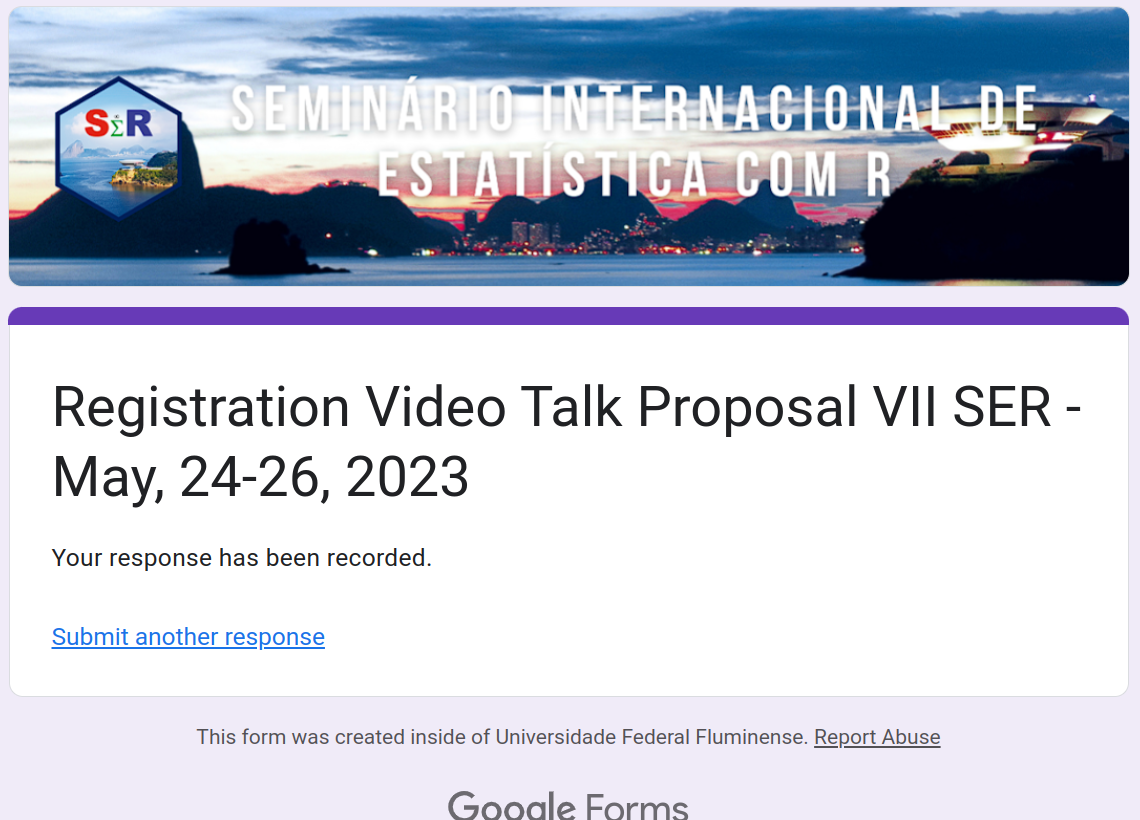 SΣ̂R
SEMINÁRIO INTERNACIONAL DE
ESTATÍSTICA COM R
Registration Video Talk Proposal VII SER -
May, 24-26, 2023
Your response has been recorded.
Submit another response
This form was created inside of Universidade Federal Fluminense. Report Abuse
Google Forms